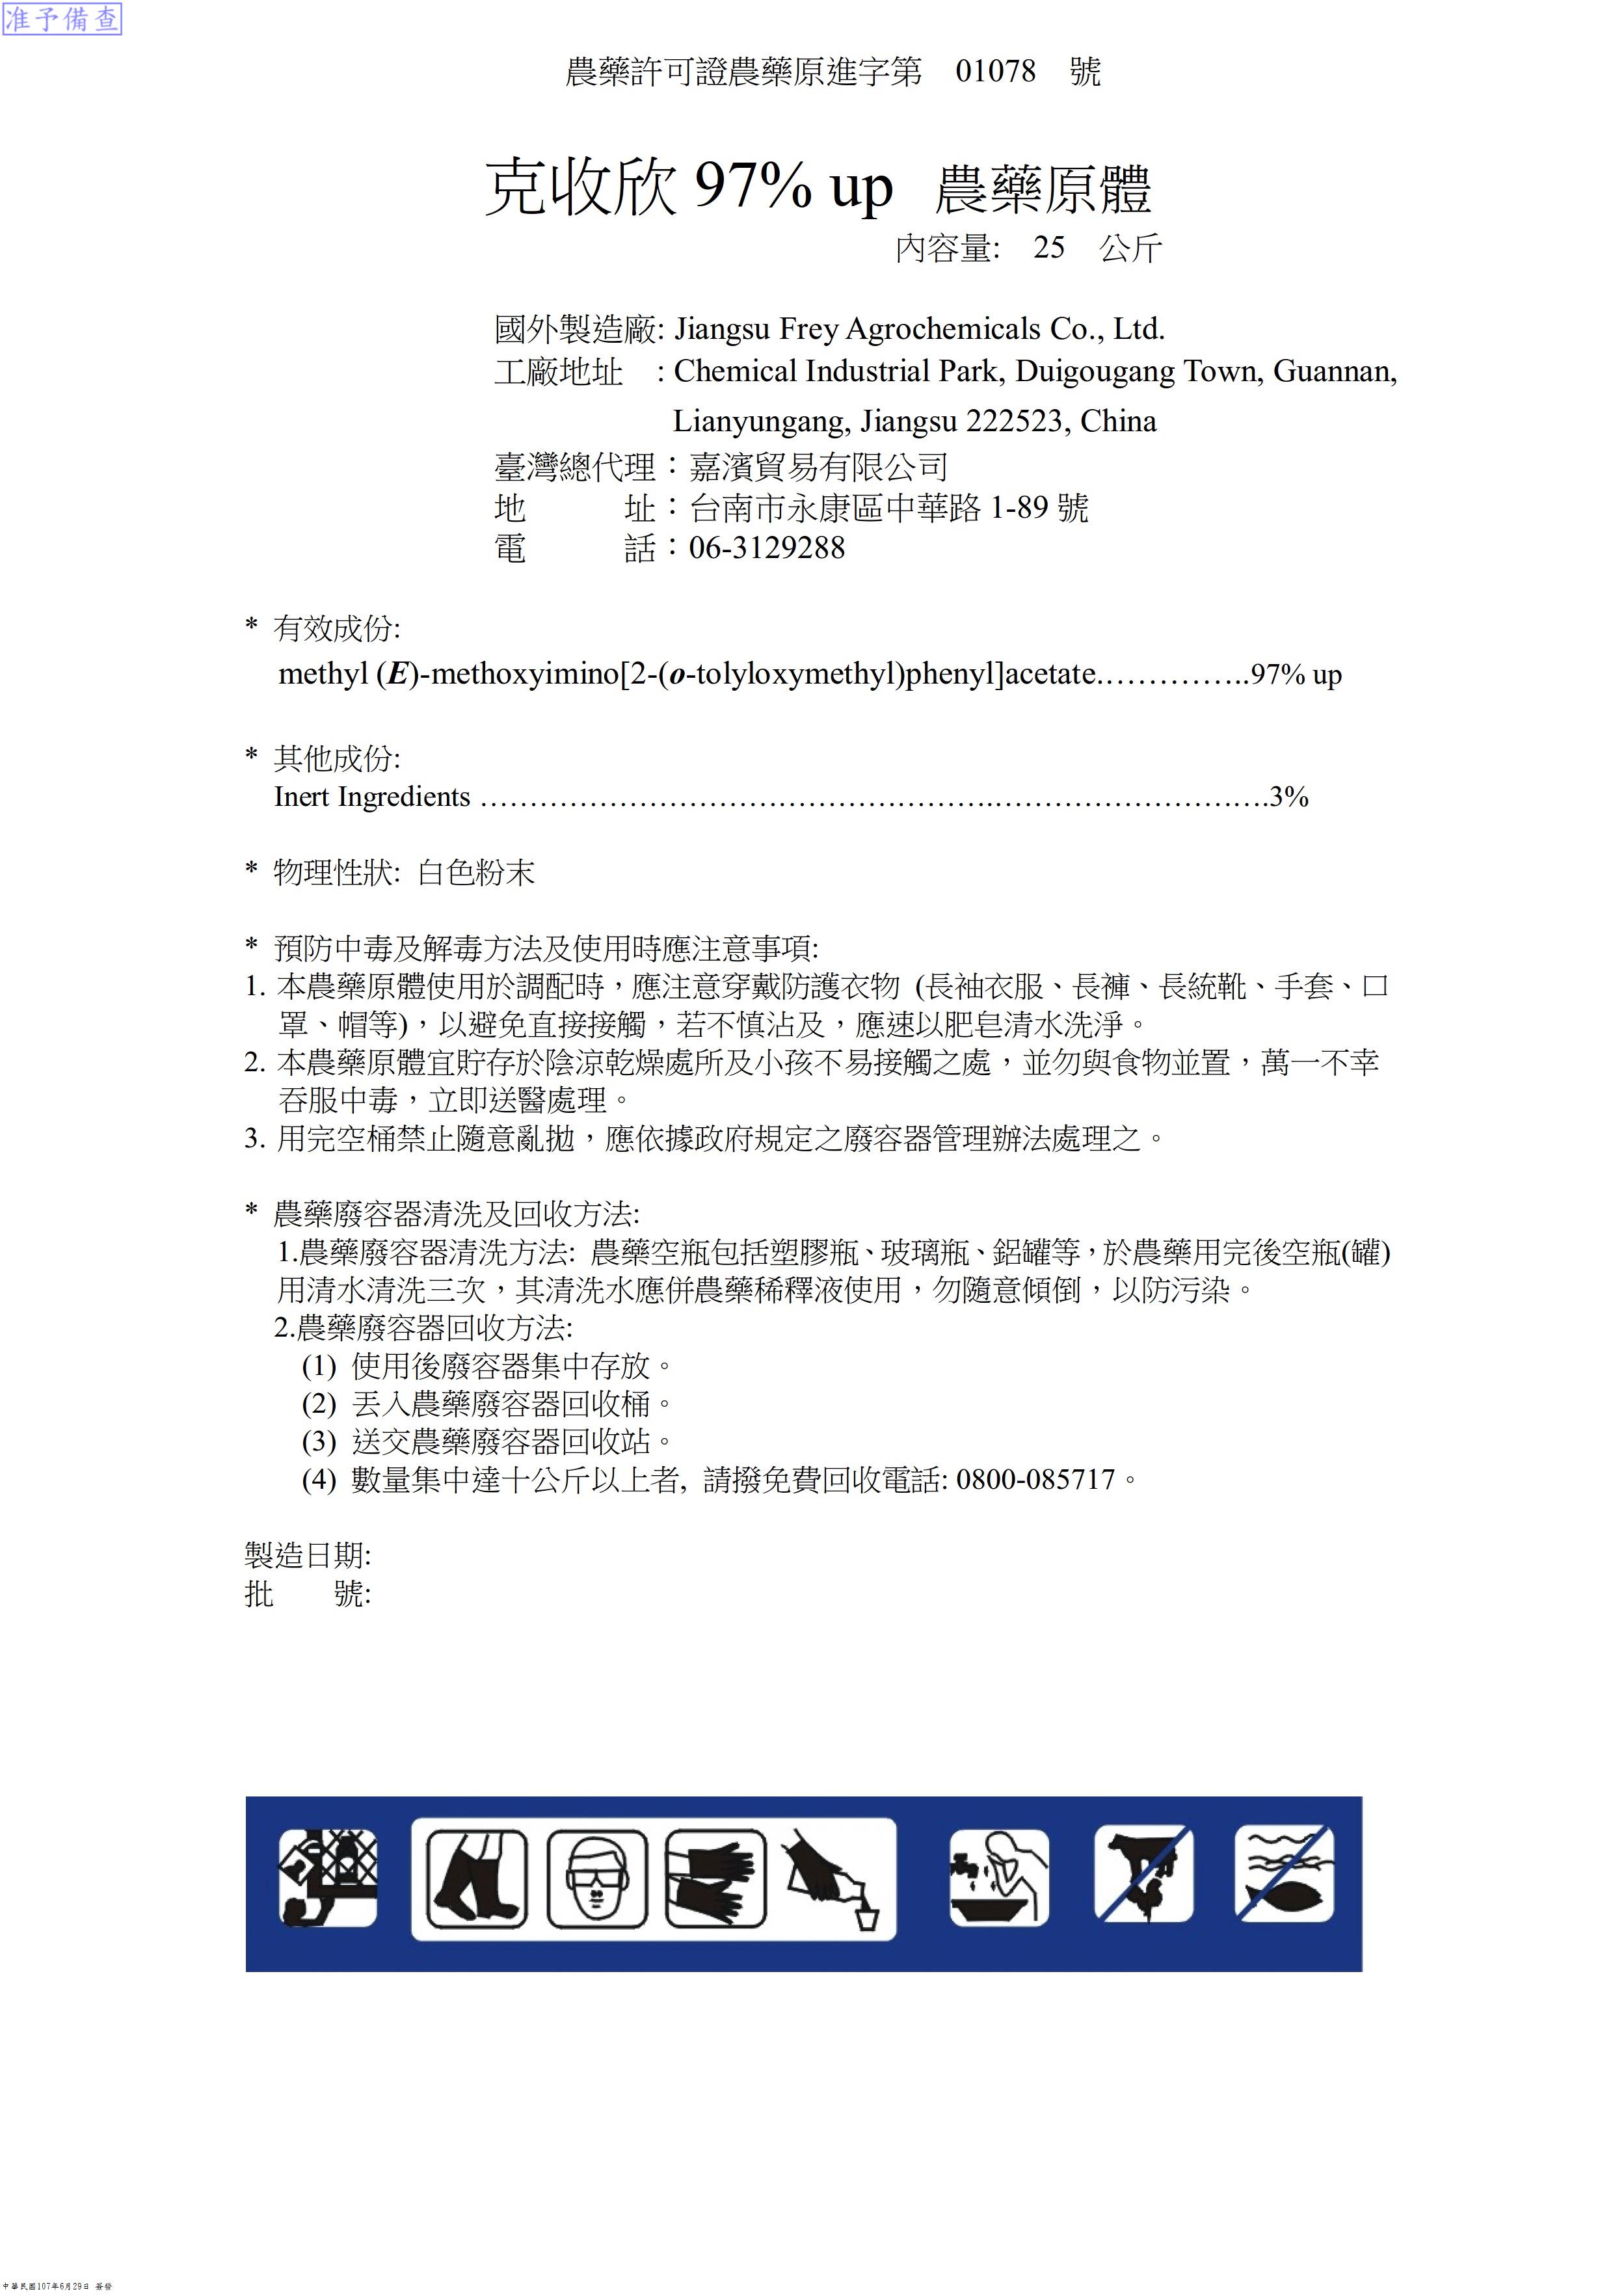 准予備查
農藥許可證農藥原進字第 01078 號
克收欣 97% up 農藥原體
內容量: 25 公斤
國外製造廠: Jiangsu Frey Agrochemicals Co., Ltd.
工廠地址 : Chemical Industrial Park, Duigougang Town, Guannan,
Lianyungang, Jiangsu 222523, China
臺灣總代理：嘉濱貿易有限公司
地 址：台南市永康區中華路 1-89 號
電 話：06-3129288
* 有效成份:
methyl (E)-methoxyimino[2-(o-tolyloxymethyl)phenyl]acetate.…………..97% up
* 其他成份:
Inert Ingredients ……………………………………………………………………….3%
* 物理性狀: 白色粉末
* 預防中毒及解毒方法及使用時應注意事項:
1. 本農藥原體使用於調配時，應注意穿戴防護衣物 (長袖衣服、長褲、長統靴、手套、口
罩、帽等)，以避免直接接觸，若不慎沾及，應速以肥皂清水洗淨。
2. 本農藥原體宜貯存於陰涼乾燥處所及小孩不易接觸之處，並勿與食物並置，萬一不幸
吞服中毒，立即送醫處理。
3. 用完空桶禁止隨意亂拋，應依據政府規定之廢容器管理辦法處理之。
* 農藥廢容器清洗及回收方法:
1.農藥廢容器清洗方法: 農藥空瓶包括塑膠瓶、玻璃瓶、鋁罐等，於農藥用完後空瓶(罐)
用清水清洗三次，其清洗水應併農藥稀釋液使用，勿隨意傾倒，以防污染。
2.農藥廢容器回收方法:
(1) 使用後廢容器集中存放。
(2) 丟入農藥廢容器回收桶。
(3) 送交農藥廢容器回收站。
(4) 數量集中達十公斤以上者, 請撥免費回收電話: 0800-085717。
製造日期:
批 號:
中華民國107年6月29日 簽發